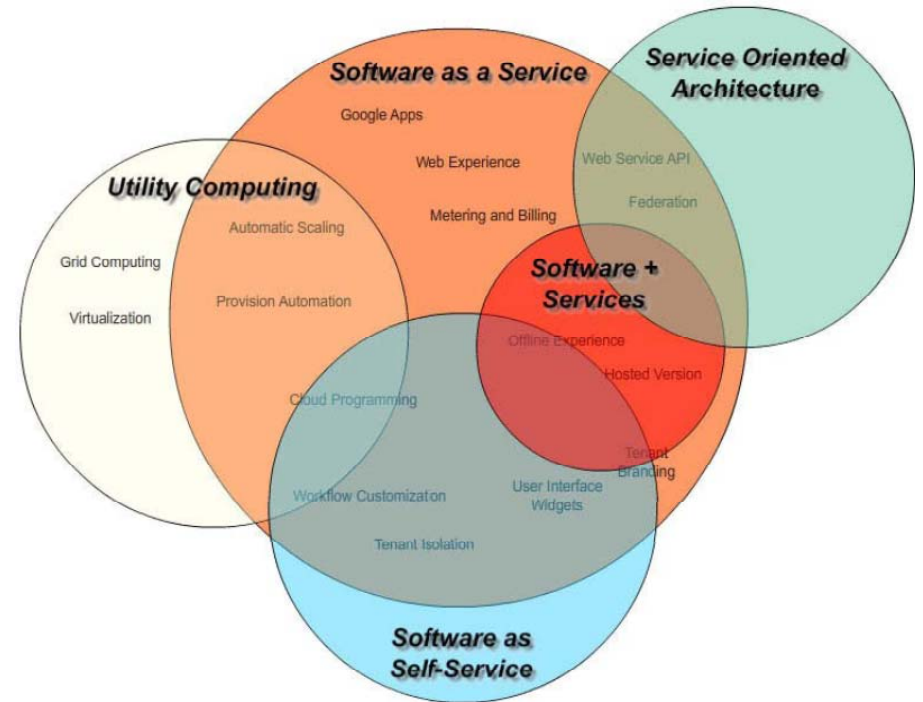 Software as a Service
Service Oriented
Architecture
Google Apps
Web Experience
Web Service API
Utility Computing
Metering and Billing
Federation
Automatic Scaling
Grid Computing
Software +
Services
Provision Automation
Virtualization
Offline Experience
Hosted Version
Cloud Programming
Tenant
Branding
User Interface
Widgets
Workflow Customization
Tenant Isolation
Software as
Self-Service